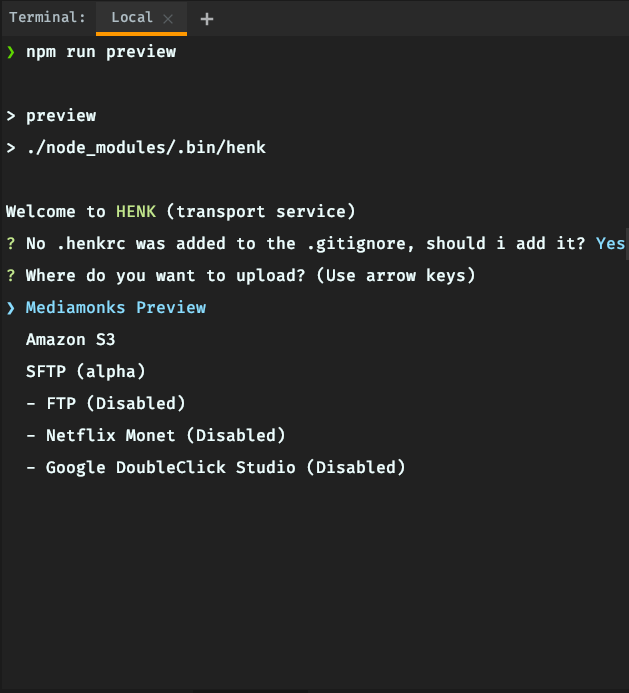 Terminal: Local × +
❯ npm run preview
> preview
> ./node_modules/.bin/henk
Welcome to HENK (transport service)
? No .henkrc was added to the .gitignore, should i add it? Yes
? Where do you want to upload? (Use arrow keys)
❯ Mediamonks Preview
Amazon S3
SFTP (alpha)
- FTP (Disabled)
- Netflix Monet (Disabled)
- Google DoubleClick Studio (Disabled)